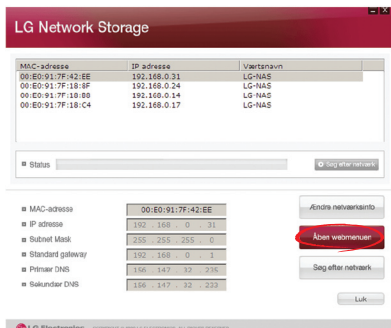 LG Network Storage
MAC-adresse IP adresse Værtsnavn
00:E0:91:7F:42:EE 192.168.0.31 LG-NAS
00:E0:91:7F:18:8F 192.168.0.24 LG-NAS
00:E0:91:7F:18:88 192.168.0.14 LG-NAS
00:E0:91:7F:18:C4 192.168.0.17 LG-NAS
Status Søg efter netværk
MAC-adresse 00:E0:91:7F:42:EE
IP adresse 192 . 168 . 0 . 31
Subnet Mask 255 . 255 . 255 . 0
Standard gateway 192 . 168 . 0 . 1
Primær DNS 156 . 147 . 32 . 235
Sekundær DNS 156 . 147 . 32 . 233
Ændre netværksinfo
Åben webmenuen
Søg efter netværk
Luk
LG Electronics